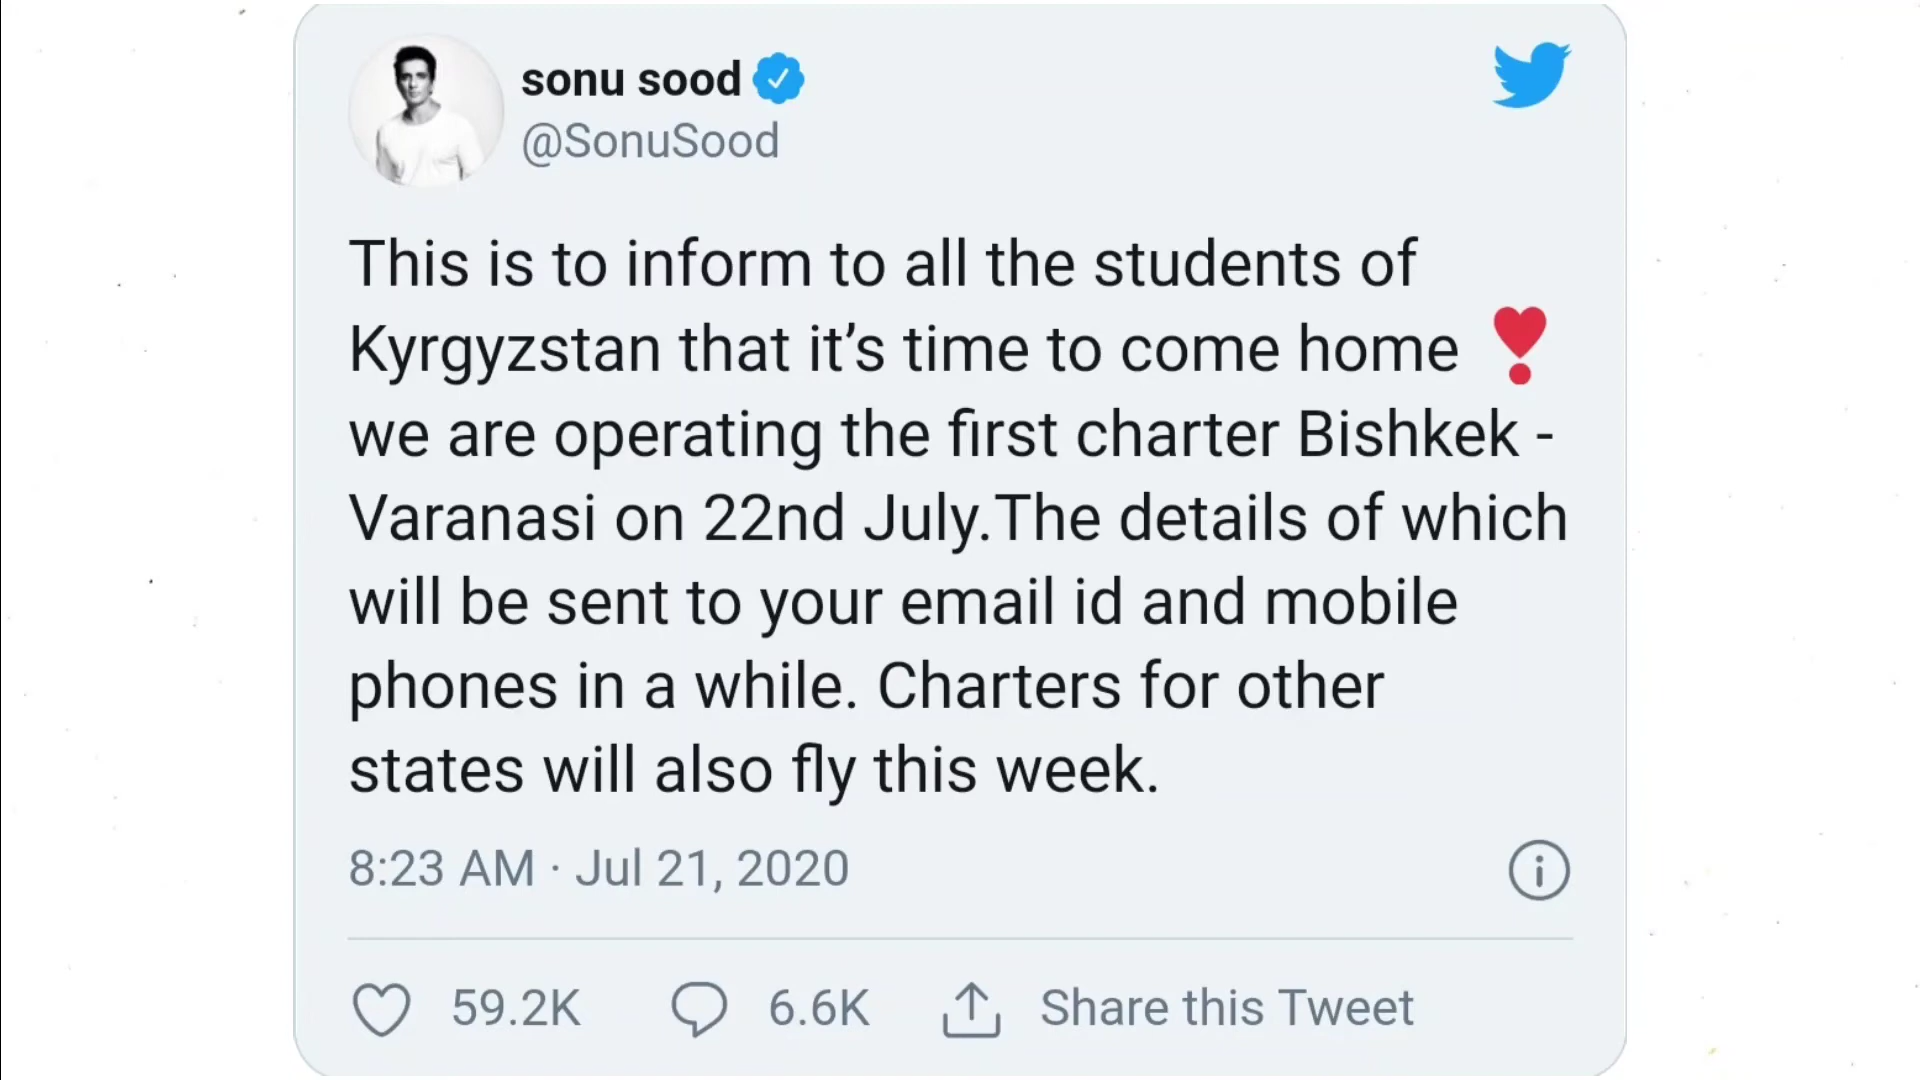 sonu sood
@SonuSood
This is to inform to all the students of
Kyrgyzstan that it’s time to come home ❣
we are operating the first charter Bishkek -
Varanasi on 22nd July.The details of which
will be sent to your email id and mobile
phones in a while. Charters for other
states will also fly this week.
8:23 AM · Jul 21, 2020
59.2K 6.6K Share this Tweet